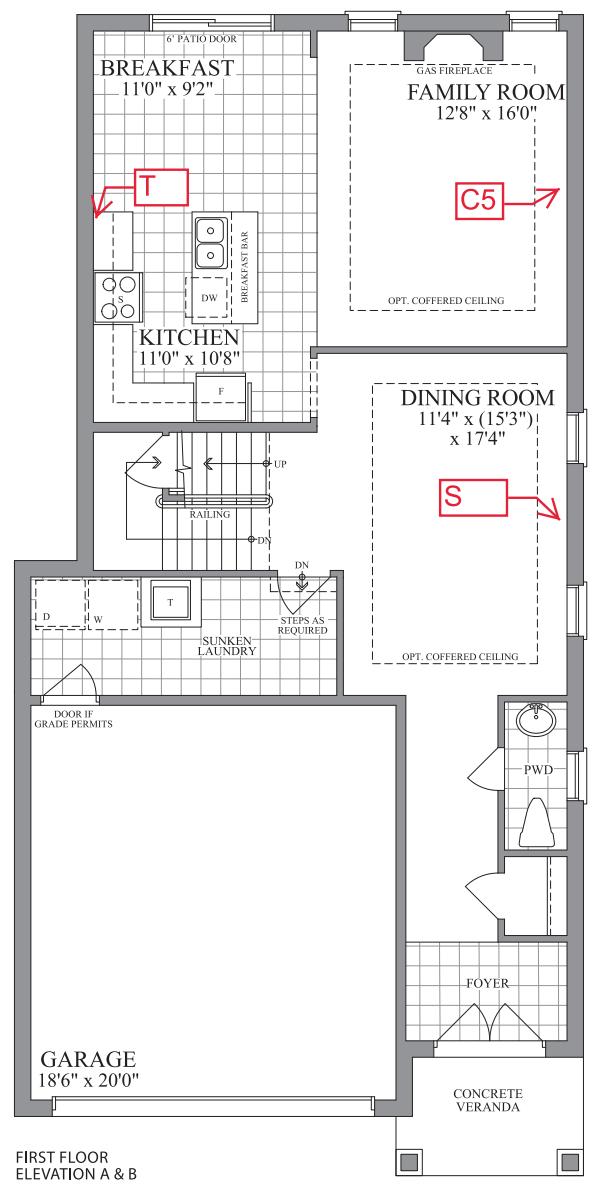 6' PATIO DOOR
BREAKFAST
11'0" x 9'2"
GAS FIREPLACE
FAMILY ROOM
12'8" x 16'0"
T
C5
BREAKFAST BAR
DW
S
OPT. COFFERED CEILING
KITCHEN
11'0" x 10'8"
F
DINING ROOM
11'4" x (15'3")
x 17'4"
UP
S
RAILING
DN
DN
D
W
T
STEPS AS
REQUIRED
SUNKEN
LAUNDRY
OPT. COFFERED CEILING
DOOR IF
GRADE PERMITS
PWD
FOYER
GARAGE
18'6" x 20'0"
CONCRETE
VERANDA
FIRST FLOOR
ELEVATION A & B